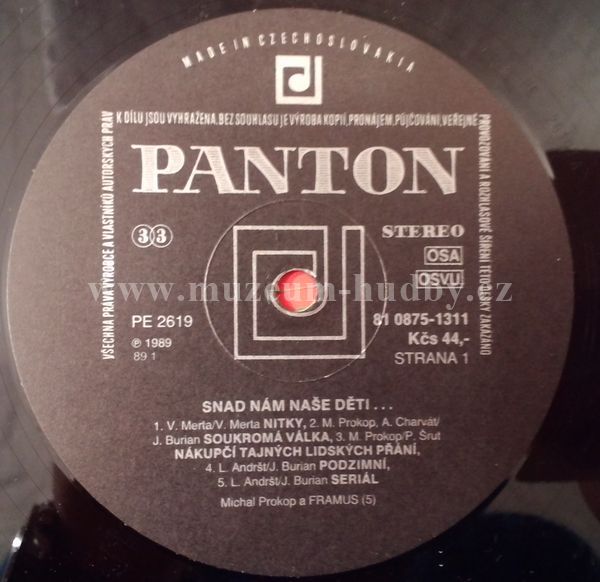 MADE IN CZECHOSLOVAKIA
K DÍLU JSOU VYHRAŽENA, BEZ SOUHLASU JE VÝROBA KOPIÍ, PRONÁJEM, PŮJČOVÁNÍ, VEŘEJNÉ
VŠECHNA PRÁVA VÝROBCE A VLASTNÍKŮ AUTORSKÝCH PRÁV
PROVOZOVÁNÍ A ROZHLASOVÉ ŠÍŘENÍ TÉTO DESKY ZAKÁZÁNO
PANTON
33
STEREO
OSA
OSVU
www.muzeum-hudby.cz
PE 2619
81 0875-1311
℗ 1989
Kčs 44,-
89 1
STRANA 1
SNAD NÁM NAŠE DĚTI . . .
1. V. Merta/V. Merta NITKY, 2. M. Prokop, A. Charvát/
J. Burian SOUKROMÁ VÁLKA, 3. M. Prokop/P. Šrut
NÁKUPČÍ TAJNÝCH LIDSKÝCH PŘÁNÍ,
4. L. Andršt/J. Burian PODZIMNÍ,
5. L. Andršt/J. Burian SERIÁL
Michal Prokop a FRAMUS (5)